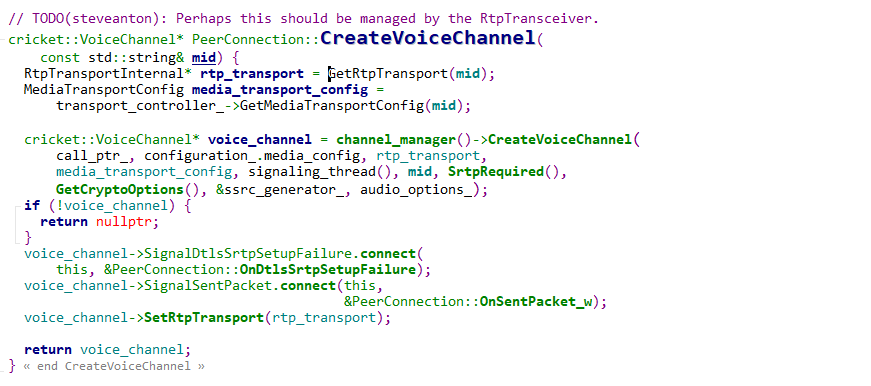 // TODO(steveanton): Perhaps this should be managed by the RtpTransceiver.
cricket::VoiceChannel* PeerConnection::CreateVoiceChannel(
    const std::string& mid) {
  RtpTransportInternal* rtp_transport = GetRtpTransport(mid);
  MediaTransportConfig media_transport_config =
      transport_controller_->GetMediaTransportConfig(mid);

  cricket::VoiceChannel* voice_channel = channel_manager()->CreateVoiceChannel(
      call_ptr_, configuration_.media_config, rtp_transport,
      media_transport_config, signaling_thread(), mid, SrtpRequired(),
      GetCryptoOptions(), &ssrc_generator_, audio_options_);
  if (!voice_channel) {
    return nullptr;
  }
  voice_channel->SignalDtlsSrtpSetupFailure.connect(
      this, &PeerConnection::OnDtlsSrtpSetupFailure);
  voice_channel->SignalSentPacket.connect(this,
                                          &PeerConnection::OnSentPacket_w);
  voice_channel->SetRtpTransport(rtp_transport);

  return voice_channel;
} « end CreateVoiceChannel »